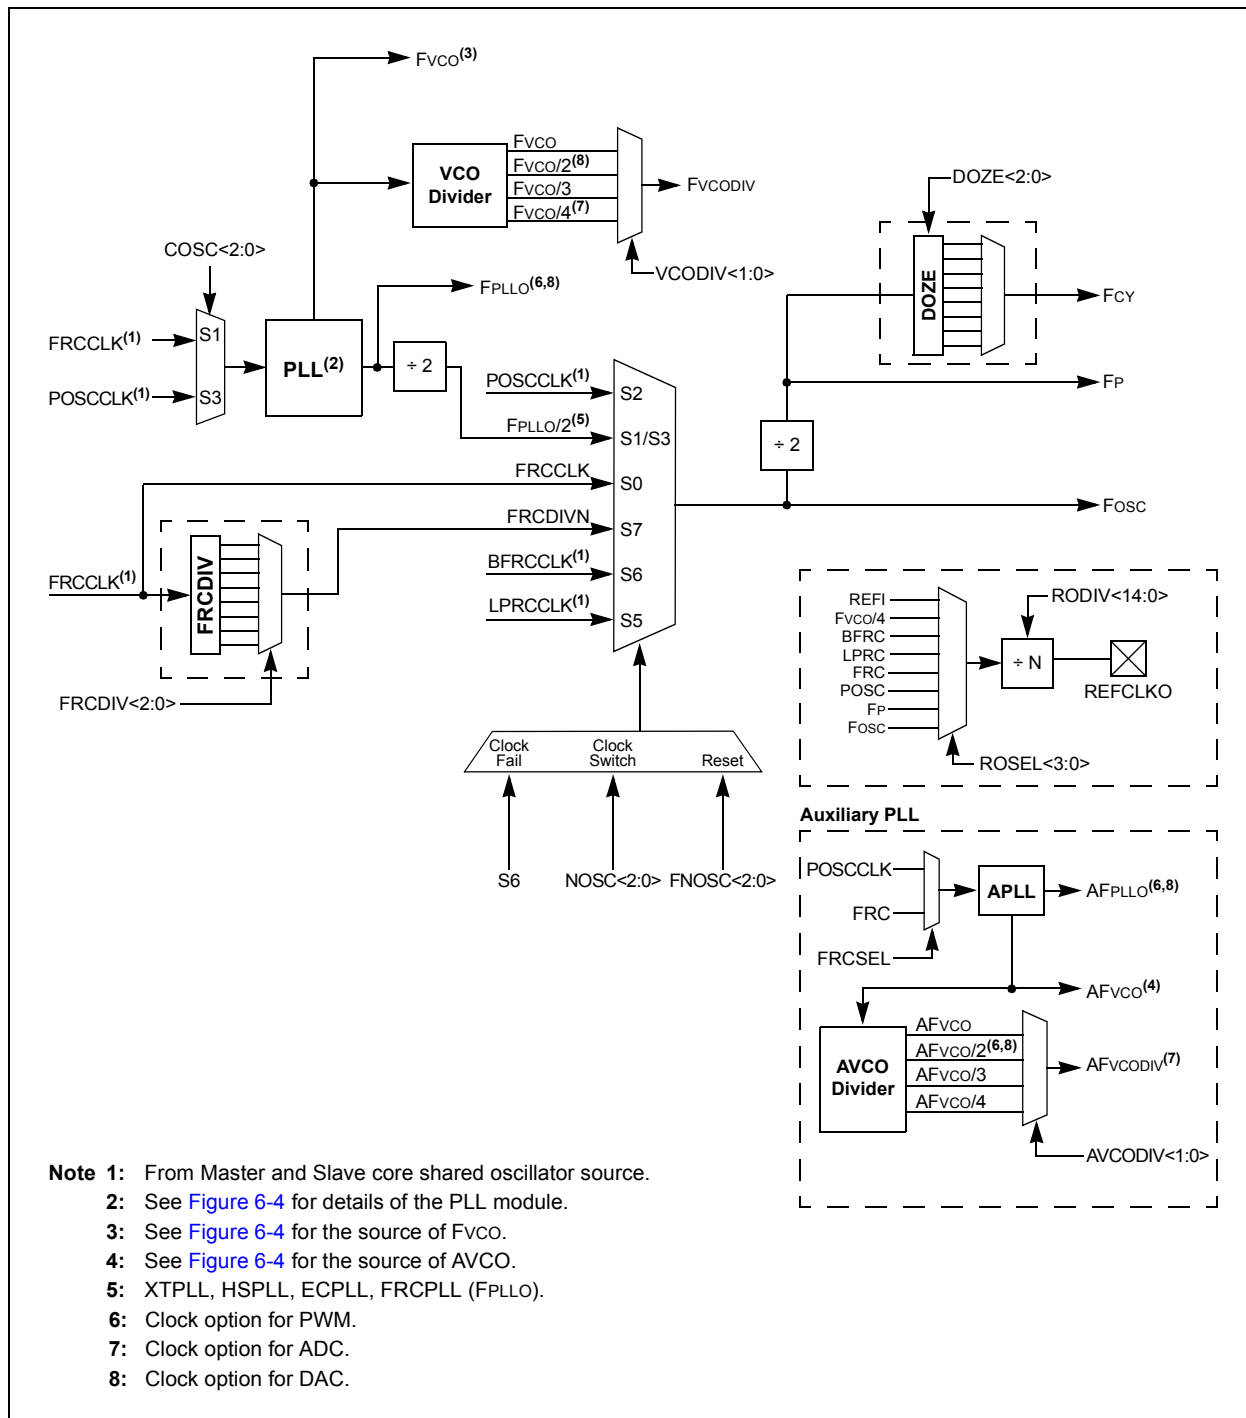 FVCO(3)
VCO
Divider
FVCO
FVCO/2(8)
FVCO/3
FVCO/4(7)
FVCODIV
VCODIV<1:0>
DOZE<2:0>
DOZE
FCY
COSC<2:0>
FPLLO(6,8)
FRCCLK(1)
S1
PLL(2)
÷ 2
POSCCLK(1)
S3
POSCCLK(1)
S2
FP
FPLLO/2(5)
S1/S3
÷ 2
FRCCLK
S0
FOSC
FRCDIVN
S7
FRCCLK(1)
FRCDIV
BFRCCLK(1)
S6
LPRCCLK(1)
S5
FRCDIV<2:0>
REFI
FVCO/4
BFRC
LPRC
FRC
POSC
FP
FOSC
RODIV<14:0>
÷ N
REFCLKO
ROSEL<3:0>
Clock
Fail
Clock
Switch
Reset
S6
NOSC<2:0>
FNOSC<2:0>
Auxiliary PLL
POSCCLK
APLL
AFPLLO(6,8)
FRC
FRCSEL
AFVCO(4)
AVCO
Divider
AFVCO
AFVCO/2(6,8)
AFVCO/3
AFVCO/4
AFVCODIV(7)
AVCODIV<1:0>
Note 1: From Master and Slave core shared oscillator source.
2: See Figure 6-4 for details of the PLL module.
3: See Figure 6-4 for the source of FVCO.
4: See Figure 6-4 for the source of AVCO.
5: XTPLL, HSPLL, ECPLL, FRCPLL (FPLLO).
6: Clock option for PWM.
7: Clock option for ADC.
8: Clock option for DAC.